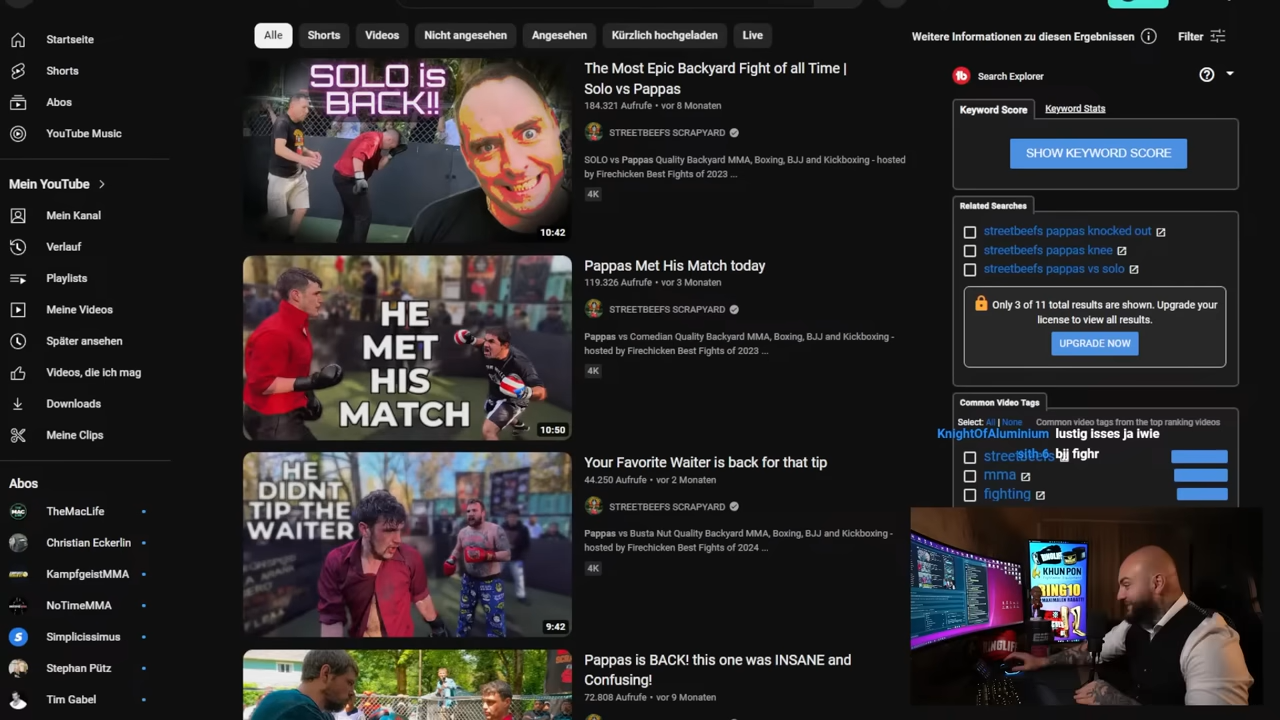 Alle
Shorts
Videos
Nicht angesehen
Angesehen
Kürzlich hochgeladen
Live
Weitere Informationen zu diesen Ergebnissen
Filter
Startseite
Shorts
Abos
YouTube Music
Mein YouTube
Mein Kanal
Verlauf
Playlists
Meine Videos
Später ansehen
Videos, die ich mag
Downloads
Meine Clips
Abos
TheMacLife
Christian Eckerlin
KampfgeistMMA
NoTimeMMA
Simplicissimus
Stephan Pütz
Tim Gabel
SOLO is
BACK!!
10:42
The Most Epic Backyard Fight of all Time |
Solo vs Pappas
184.321 Aufrufe • vor 8 Monaten
STREETBEEFS SCRAPYARD
SOLO vs Pappas Quality Backyard MMA, Boxing, BJJ and Kickboxing - hosted
by Firechicken Best Fights of 2023 ...
4K
HE
MET
HIS
MATCH
10:50
Pappas Met His Match today
119.326 Aufrufe • vor 3 Monaten
STREETBEEFS SCRAPYARD
Pappas vs Comedian Quality Backyard MMA, Boxing, BJJ and Kickboxing -
hosted by Firechicken Best Fights of 2023 ...
4K
HE
DIDNT
TIP THE
WAITER
9:42
Your Favorite Waiter is back for that tip
44.250 Aufrufe • vor 2 Monaten
STREETBEEFS SCRAPYARD
Pappas vs Busta Nut Quality Backyard MMA, Boxing, BJJ and Kickboxing -
hosted by Firechicken Best Fights of 2024 ...
4K
Pappas is BACK! this one was INSANE and
Confusing!
72.808 Aufrufe • vor 9 Monaten
Search Explorer
Keyword Score
Keyword Stats
SHOW KEYWORD SCORE
Related Searches
streetbeefs pappas knocked out
streetbeefs pappas knee
streetbeefs pappas vs solo
Only 3 of 11 total results are shown. Upgrade your
license to view all results.
UPGRADE NOW
Common Video Tags
Select: All | None Common video tags from the top ranking videos
KnightOfAluminium lustig isses ja iwie
sith 6 bjj fighr
streetbeefs
mma
fighting
KHUN PON
RING10